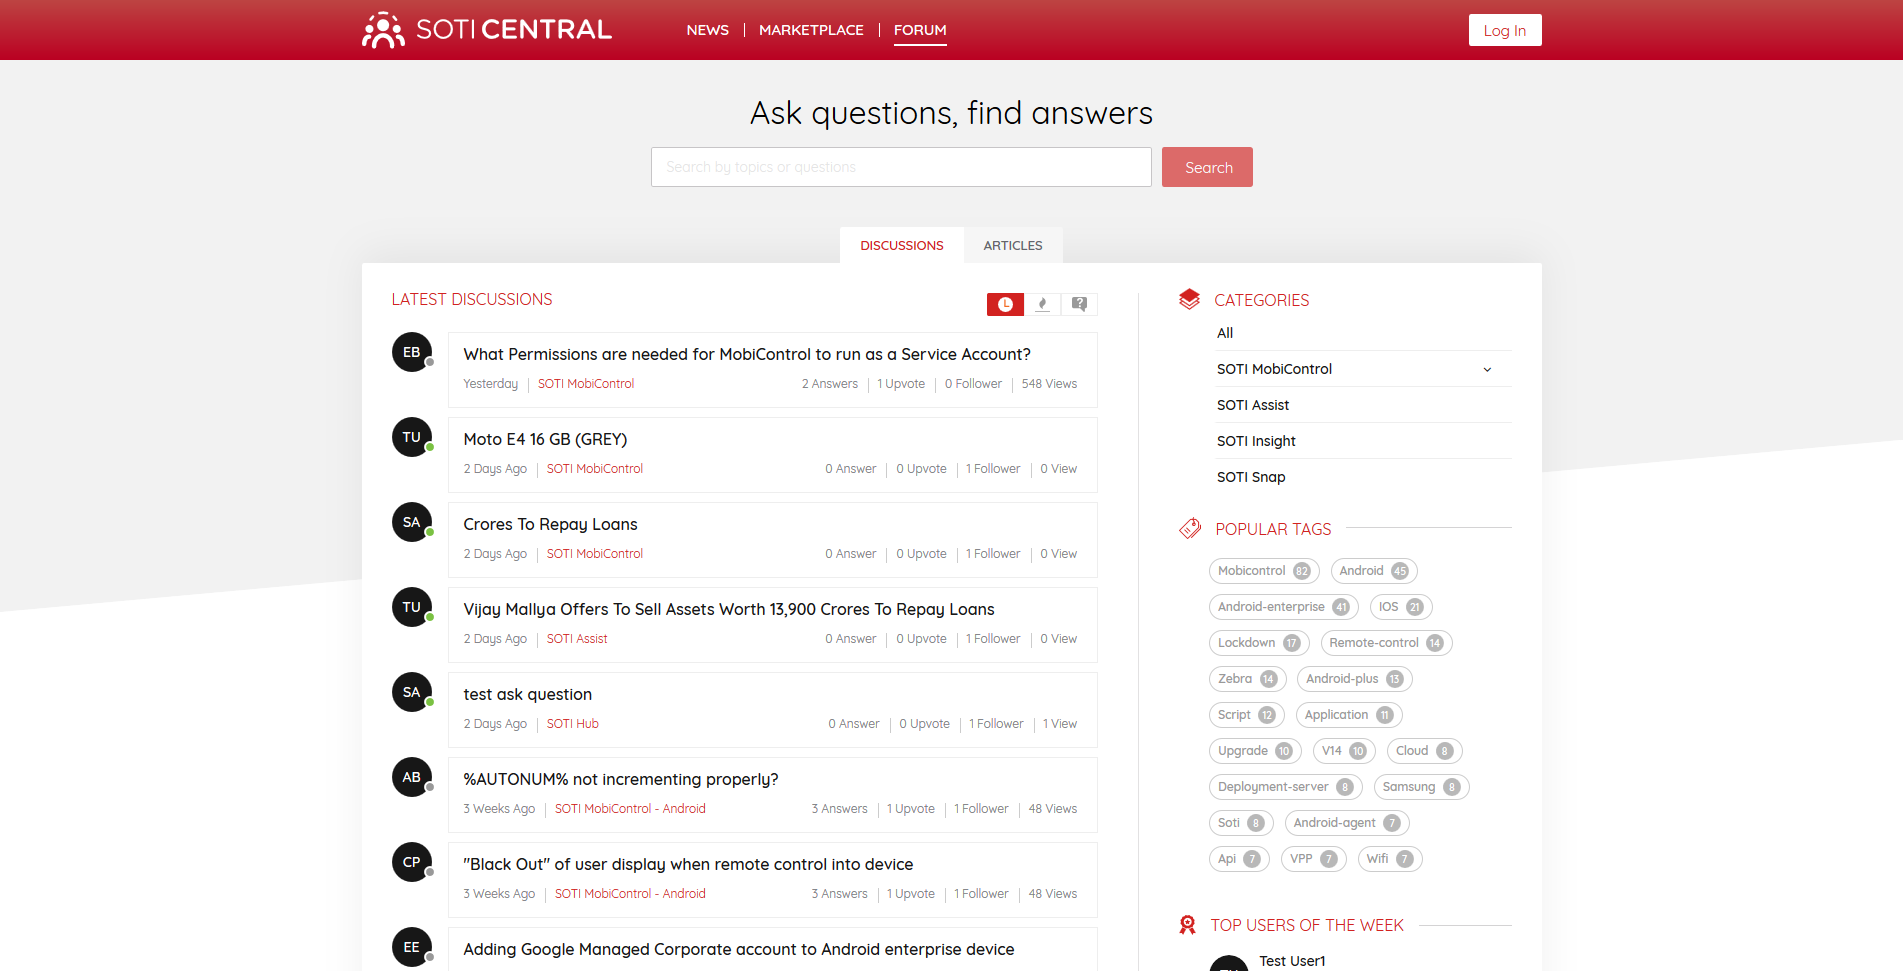 SOTI CENTRAL
NEWS
MARKETPLACE
FORUM
Log In
Ask questions, find answers
Search by topics or questions
Search
DISCUSSIONS
ARTICLES
LATEST DISCUSSIONS
EB
What Permissions are needed for MobiControl to run as a Service Account?
Yesterday SOTI MobiControl 2 Answers 1 Upvote 0 Follower 548 Views
TU
Moto E4 16 GB (GREY)
2 Days Ago SOTI MobiControl 0 Answer 0 Upvote 1 Follower 0 View
SA
Crores To Repay Loans
2 Days Ago SOTI MobiControl 0 Answer 0 Upvote 1 Follower 0 View
TU
Vijay Mallya Offers To Sell Assets Worth 13,900 Crores To Repay Loans
2 Days Ago SOTI Assist 0 Answer 0 Upvote 1 Follower 0 View
SA
test ask question
2 Days Ago SOTI Hub 0 Answer 0 Upvote 1 Follower 1 View
AB
%AUTONUM% not incrementing properly?
3 Weeks Ago SOTI MobiControl - Android 3 Answers 1 Upvote 1 Follower 48 Views
CP
"Black Out" of user display when remote control into device
3 Weeks Ago SOTI MobiControl - Android 3 Answers 1 Upvote 1 Follower 48 Views
EE
Adding Google Managed Corporate account to Android enterprise device
CATEGORIES
All
SOTI MobiControl
SOTI Assist
SOTI Insight
SOTI Snap
POPULAR TAGS
Mobicontrol 82 Android 45
Android-enterprise 41 IOS 21
Lockdown 17 Remote-control 14
Zebra 14 Android-plus 13
Script 12 Application 11
Upgrade 10 V14 10 Cloud 8
Deployment-server 8 Samsung 8
Soti 8 Android-agent 7
Api 7 VPP 7 Wifi 7
TOP USERS OF THE WEEK
Test User1